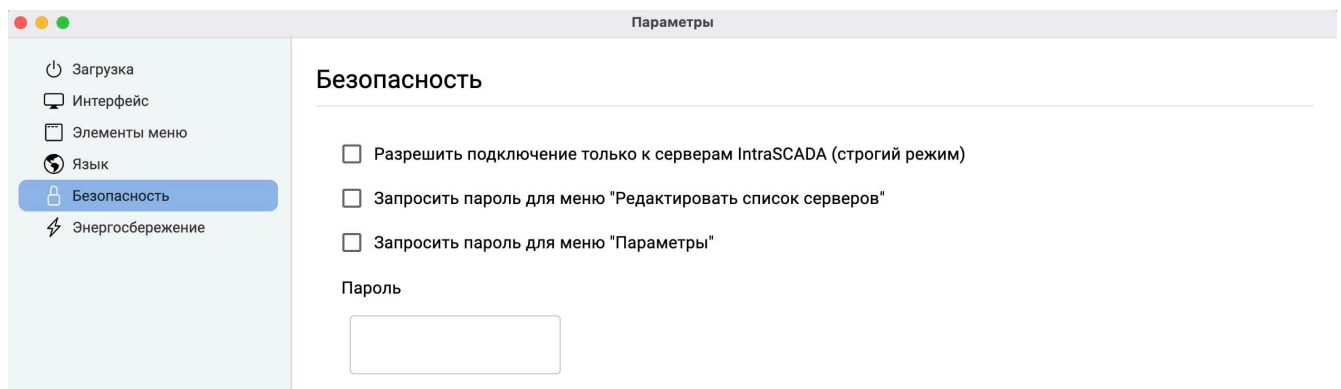 Параметры
Загрузка
Интерфейс
Элементы меню
Язык
Безопасность
Энергосбережение
Безопасность
Разрешить подключение только к серверам IntraSCADA (строгий режим)
Запросить пароль для меню "Редактировать список серверов"
Запросить пароль для меню "Параметры"
Пароль